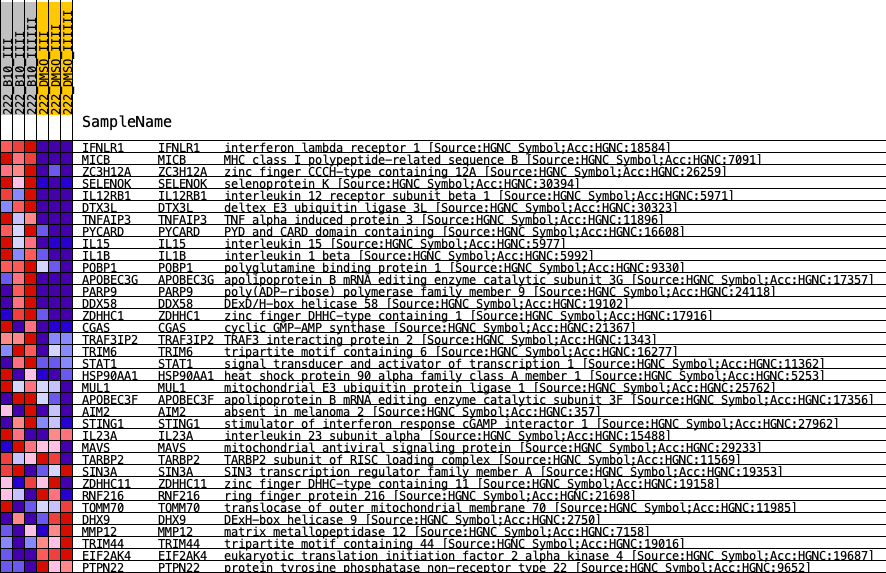 222_B10_III
222_B10_IIII
222_B10_IIIIII
222_DMSO_III
222_DMSO_IIII
222_DMSO_IIIIII
SampleName
IFNLR1 IFNLR1 interferon lambda receptor 1 [Source:HGNC Symbol;Acc:HGNC:18584]
MICB MICB MHC class I polypeptide-related sequence B [Source:HGNC Symbol;Acc:HGNC:7091]
ZC3H12A ZC3H12A zinc finger CCCH-type containing 12A [Source:HGNC Symbol;Acc:HGNC:26259]
SELENOK SELENOK selenoprotein K [Source:HGNC Symbol;Acc:HGNC:30394]
IL12RB1 IL12RB1 interleukin 12 receptor subunit beta 1 [Source:HGNC Symbol;Acc:HGNC:5971]
DTX3L DTX3L deltex E3 ubiquitin ligase 3L [Source:HGNC Symbol;Acc:HGNC:30323]
TNFAIP3 TNFAIP3 TNF alpha induced protein 3 [Source:HGNC Symbol;Acc:HGNC:11896]
PYCARD PYCARD PYD and CARD domain containing [Source:HGNC Symbol;Acc:HGNC:16608]
IL15 IL15 interleukin 15 [Source:HGNC Symbol;Acc:HGNC:5977]
IL1B IL1B interleukin 1 beta [Source:HGNC Symbol;Acc:HGNC:5992]
PQBP1 PQBP1 polyglutamine binding protein 1 [Source:HGNC Symbol;Acc:HGNC:9330]
APOBEC3G APOBEC3G apolipoprotein B mRNA editing enzyme catalytic subunit 3G [Source:HGNC Symbol;Acc:HGNC:17357]
PARP9 PARP9 poly(ADP-ribose) polymerase family member 9 [Source:HGNC Symbol;Acc:HGNC:24118]
DDX58 DDX58 DExD/H-box helicase 58 [Source:HGNC Symbol;Acc:HGNC:19102]
ZDHHC1 ZDHHC1 zinc finger DHHC-type containing 1 [Source:HGNC Symbol;Acc:HGNC:17916]
CGAS CGAS cyclic GMP-AMP synthase [Source:HGNC Symbol;Acc:HGNC:21367]
TRAF3IP2 TRAF3IP2 TRAF3 interacting protein 2 [Source:HGNC Symbol;Acc:HGNC:1343]
TRIM6 TRIM6 tripartite motif containing 6 [Source:HGNC Symbol;Acc:HGNC:16277]
STAT1 STAT1 signal transducer and activator of transcription 1 [Source:HGNC Symbol;Acc:HGNC:11362]
HSP90AA1 HSP90AA1 heat shock protein 90 alpha family class A member 1 [Source:HGNC Symbol;Acc:HGNC:5253]
MUL1 MUL1 mitochondrial E3 ubiquitin protein ligase 1 [Source:HGNC Symbol;Acc:HGNC:25762]
APOBEC3F APOBEC3F apolipoprotein B mRNA editing enzyme catalytic subunit 3F [Source:HGNC Symbol;Acc:HGNC:17356]
AIM2 AIM2 absent in melanoma 2 [Source:HGNC Symbol;Acc:HGNC:357]
STING1 STING1 stimulator of interferon response cGAMP interactor 1 [Source:HGNC Symbol;Acc:HGNC:27962]
IL23A IL23A interleukin 23 subunit alpha [Source:HGNC Symbol;Acc:HGNC:15488]
MAVS MAVS mitochondrial antiviral signaling protein [Source:HGNC Symbol;Acc:HGNC:29233]
TARBP2 TARBP2 TARBP2 subunit of RISC loading complex [Source:HGNC Symbol;Acc:HGNC:11569]
SIN3A SIN3A SIN3 transcription regulator family member A [Source:HGNC Symbol;Acc:HGNC:19353]
ZDHHC11 ZDHHC11 zinc finger DHHC-type containing 11 [Source:HGNC Symbol;Acc:HGNC:19158]
RNF216 RNF216 ring finger protein 216 [Source:HGNC Symbol;Acc:HGNC:21698]
TOMM70 TOMM70 translocase of outer mitochondrial membrane 70 [Source:HGNC Symbol;Acc:HGNC:11985]
DHX9 DHX9 DExH-box helicase 9 [Source:HGNC Symbol;Acc:HGNC:2750]
MMP12 MMP12 matrix metallopeptidase 12 [Source:HGNC Symbol;Acc:HGNC:7158]
TRIM44 TRIM44 tripartite motif containing 44 [Source:HGNC Symbol;Acc:HGNC:19016]
EIF2AK4 EIF2AK4 eukaryotic translation initiation factor 2 alpha kinase 4 [Source:HGNC Symbol;Acc:HGNC:19687]
PTPN22 PTPN22 protein tyrosine phosphatase non-receptor type 22 [Source:HGNC Symbol;Acc:HGNC:9652]